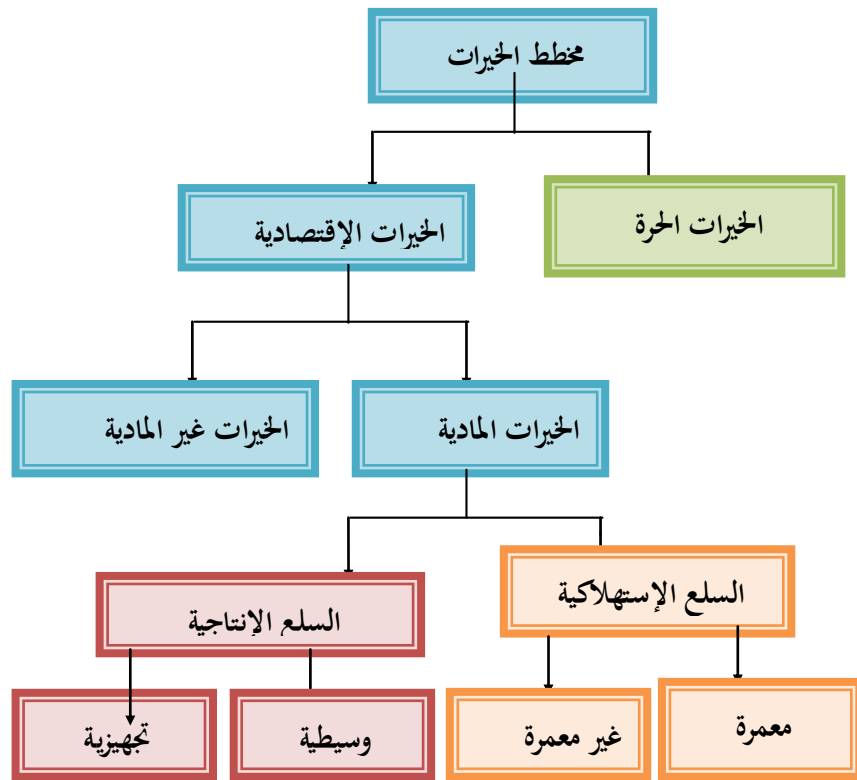 مخطط الخيرات
الخيرات الحرة
الخيرات الإقتصادية
الخيرات المادية
الخيرات غير المادية
السلع الإستهلاكية
السلع الإنتاجية
معمرة
غير معمرة
وسيطية
تجهيزية